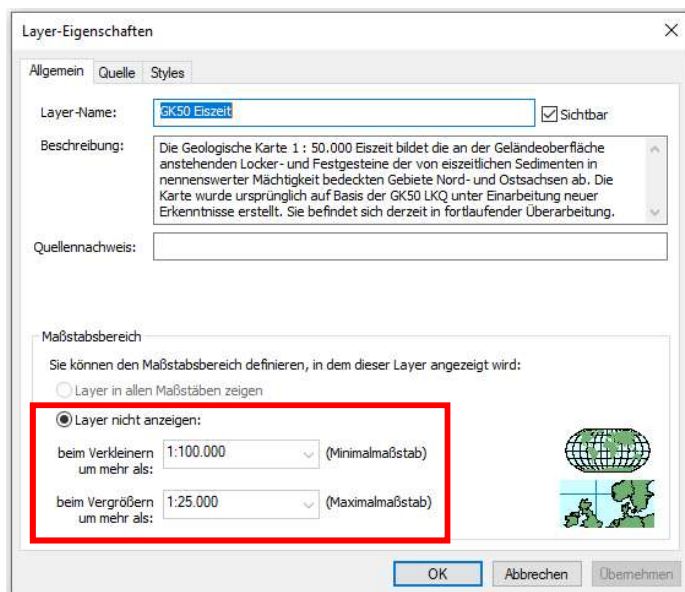 Layer-Eigenschaften
Allgemein Quelle Styles
Layer-Name: GK50 Eiszeit Sichtbar
Beschreibung: Die Geologische Karte 1 : 50.000 Eiszeit bildet die an der Geländeoberfläche
anstehenden Locker- und Festgesteine der von eiszeitlichen Sedimenten in
nennenswerter Mächtigkeit bedeckten Gebiete Nord- und Ostsachsen ab. Die
Karte wurde ursprünglich auf Basis der GK50 LKQ unter Einarbeitung neuer
Erkenntnisse erstellt. Sie befindet sich derzeit in fortlaufender Überarbeitung.
Quellennachweis:
Maßstabsbereich
Sie können den Maßstabsbereich definieren, in dem dieser Layer angezeigt wird:
Layer in allen Maßstäben zeigen
Layer nicht anzeigen:
beim Verkleinern
um mehr als: 1:100.000 (Minimalmaßstab)
beim Vergrößern
um mehr als: 1:25.000 (Maximalmaßstab)
OK Abbrechen Übernehmen